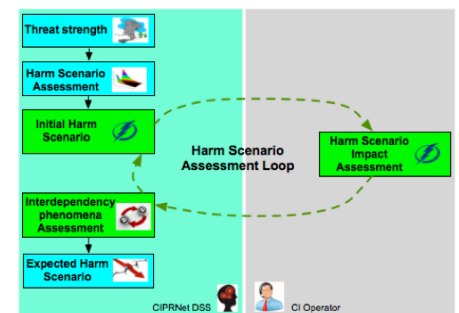 Threat strength
Harm Scenario
Assessment
Initial Harm
Scenario
Harm Scenario
Assessment Loop
Harm Scenario
Impact
Assessment
Interdependency
phenomena
Assessment
Expected Harm
Scenario
CIPRNet DSS
CI Operator